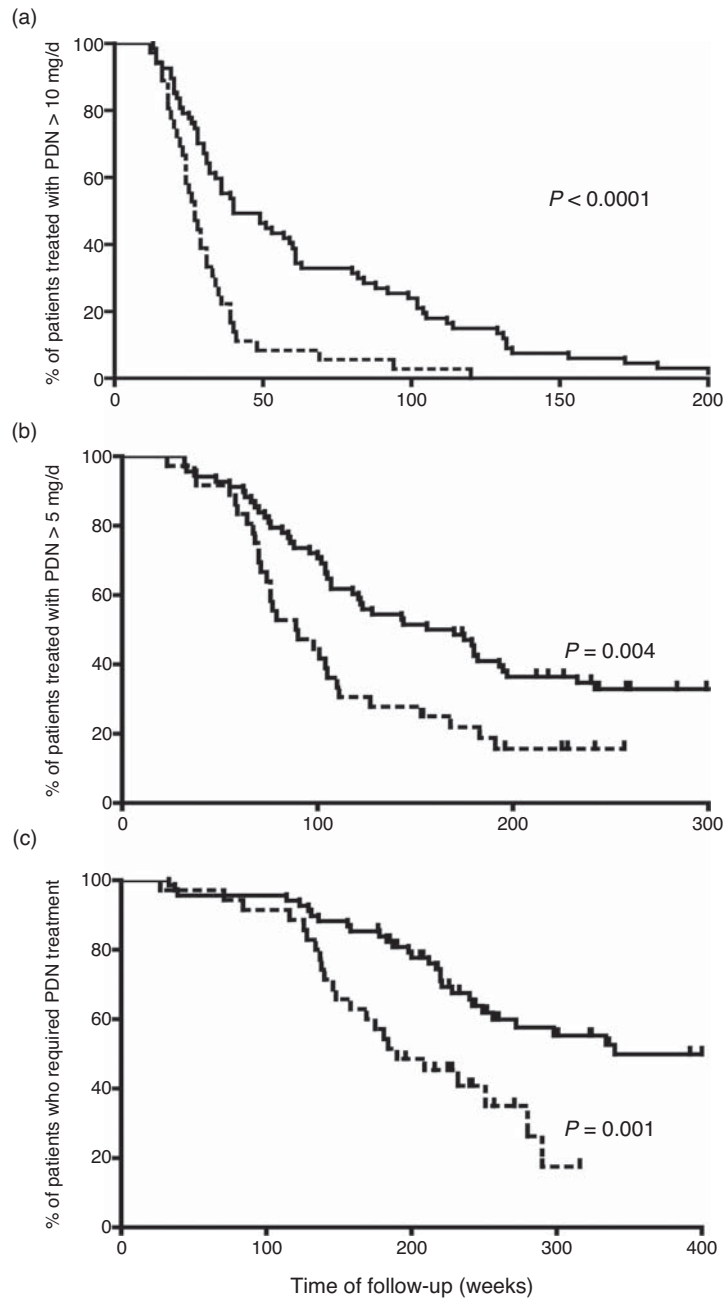 (a)
% of patients treated with PDN > 10 mg/d
100
80
60
40
20
0
P < 0.0001
0 50 100 150 200
(b)
% of patients treated with PDN > 5 mg/d
100
80
60
40
20
0
P = 0.004
0 100 200 300
(c)
% of patients who required PDN treatment
100
80
60
40
20
0
P = 0.001
0 100 200 300 400
Time of follow-up (weeks)